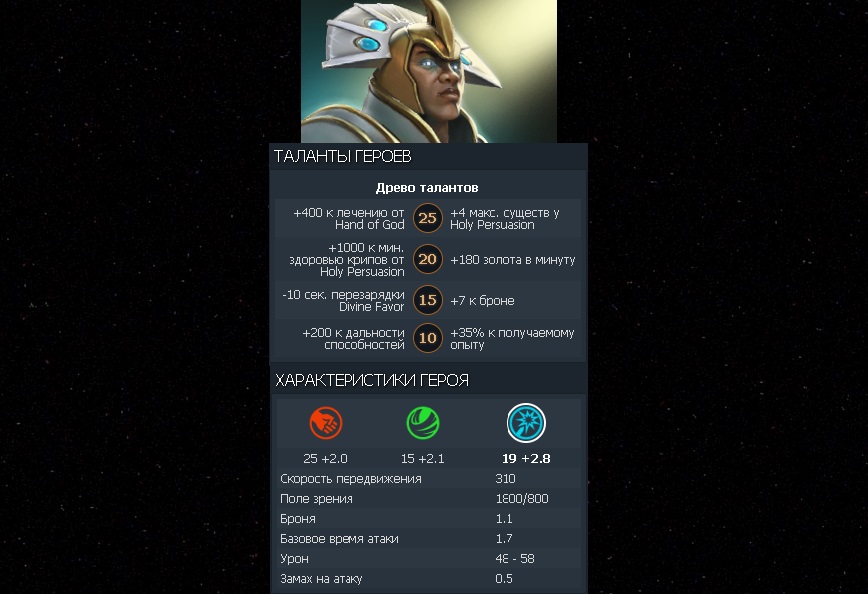 ТАЛАНТЫ ГЕРОЕВ
Древо талантов
+400 к лечению от
Hand of God
25
+4 макс. существ у
Holy Persuasion
+1000 к мин.
здоровью крипов от
Holy Persuasion
20
+180 золота в минуту
-10 сек. перезарядки
Divine Favor
15
+7 к броне
+200 к дальности
способностей
10
+35% к получаемому
опыту
ХАРАКТЕРИСТИКИ ГЕРОЯ
25 +2.0 15 +2.1 19 +2.8
Скорость передвижения 310
Поле зрения 1800/800
Броня 1.1
Базовое время атаки 1.7
Урон 48 - 58
Замах на атаку 0.5